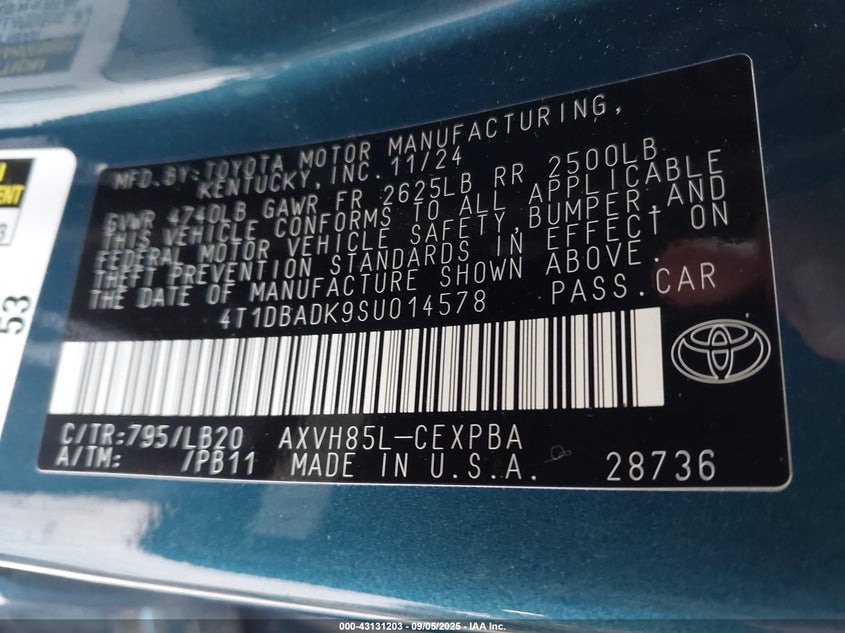 MFD.BY:TOYOTA MOTOR MANUFACTURING,
KENTUCKY,INC.11/24
GVWR 4740LB GAWR FR 2625LB RR 2500LB
THIS VEHICLE CONFORMS TO ALL APPLICABLE
FEDERAL MOTOR VEHICLE SAFETY,BUMPER,AND
THEFT PREVENTION STANDARDS IN EFFECT ON
THE DATE OF MANUFACTURE SHOWN ABOVE.
4T1DBADK9SU014578 PASS.CAR
C/TR:795/LB20 AXVH85L-CEXPBA
A/TM: /PB11 MADE IN U.S.A. 28736
53
000-43131203 - 09/05/2025 - IAA Inc.